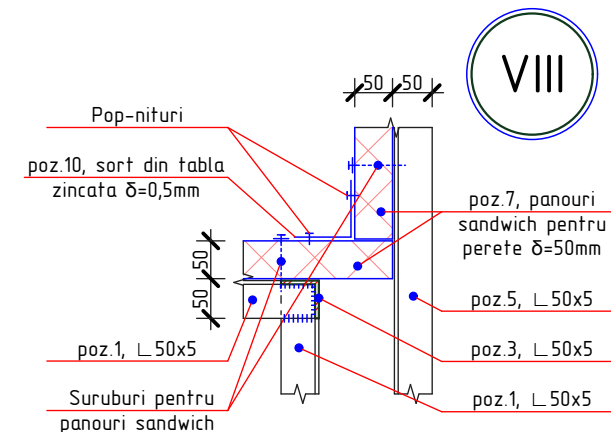 50 50
VIII
Pop-nituri
poz.10, sort din tabla
zincata δ=0,5mm
poz.7, panouri
sandwich pentru
perete δ=50mm
50
50
poz.5, ∟50x5
poz.1, ∟50x5
poz.3, ∟50x5
Suruburi pentru
panouri sandwich
poz.1, ∟50x5